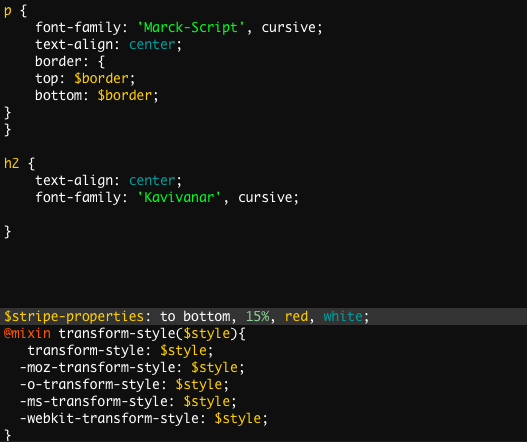 p {
    font-family: 'Marck-Script', cursive;
    text-align: center;
    border: {
    top: $border;
    bottom: $border;
}
}
h2 {
    text-align: center;
    font-family: 'Kavivanar', cursive;
}
$stripe-properties: to bottom, 15%, red, white;
@mixin transform-style($style){
   transform-style: $style;
  -moz-transform-style: $style;
  -o-transform-style: $style;
  -ms-transform-style: $style;
  -webkit-transform-style: $style;
}